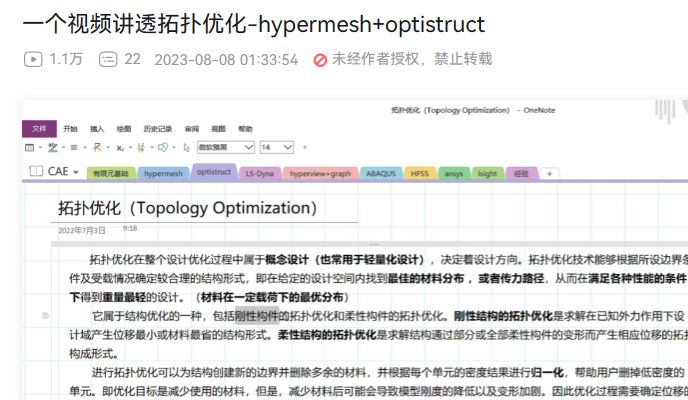 一个视频讲透拓扑优化-hypermesh+optistruct
1.1万 22 2023-08-08 01:33:54 未经作者授权，禁止转载
拓扑优化（Topology Optimization） - OneNote
文件 开始 插入 绘图 历史记录 审阅 视图 帮助
微软雅黑 14
CAE 有限元基础 hypermesh optistruct LS-Dyna hyperview+graph ABAQUS HFSS ansys Isight 经验 +
拓扑优化（Topology Optimization）
2022年7月3日 9:18
拓扑优化在整个设计优化过程中属于概念设计（也常用于轻量化设计），决定着设计方向。拓扑优化技术能够根据所设边界条
件及受载情况确定较合理的结构形式，即在给定的设计空间内找到最佳的材料分布 ，或者传力路径，从而在满足各种性能的条件
下得到重量最轻的设计。（材料在一定载荷下的最优分布）
它属于结构优化的一种，包括刚性构件的拓扑优化和柔性构件的拓扑优化。刚性结构的拓扑优化是求解在已知外力作用下设
计域产生位移最小或材料最省的结构形式。柔性结构的拓扑优化是求解结构通过部分或全部柔性构件的变形而产生相应位移的拓扑
构成形式。
进行拓扑优化可以为结构创建新的边界并删除多余的材料，并根据每个单元的密度结果进行归一化，帮助用户删掉低密度的
单元。即优化目标是减少使用的材料，但是，减少材料后可能会导致模型刚度的降低以及变形加剧。因此优化过程需要确定位移的